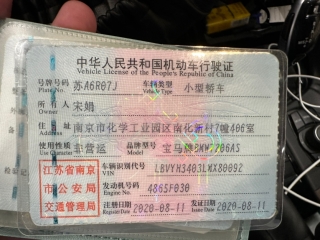 中华人民共和国机动车行驶证
Vehicle License of the People's Republic of China
号牌号码 苏A6R07J 车辆类型 小型轿车
Plate No. Vehicle Type
所有人 宋娟
Owner
住址 南京市化学工业园区南化新村7幢406室
Address
使用性质 非营运 品牌型号 宝马牌BMW7206AS
Use Character Model
江苏省南京
市公安局
交通管理局
车辆识别代号 LBVYH3403LMX80092
VIN
发动机号码 4865F030
Engine No.
注册日期 2020-08-11 发证日期 2020-08-11
Register Date Issue Date